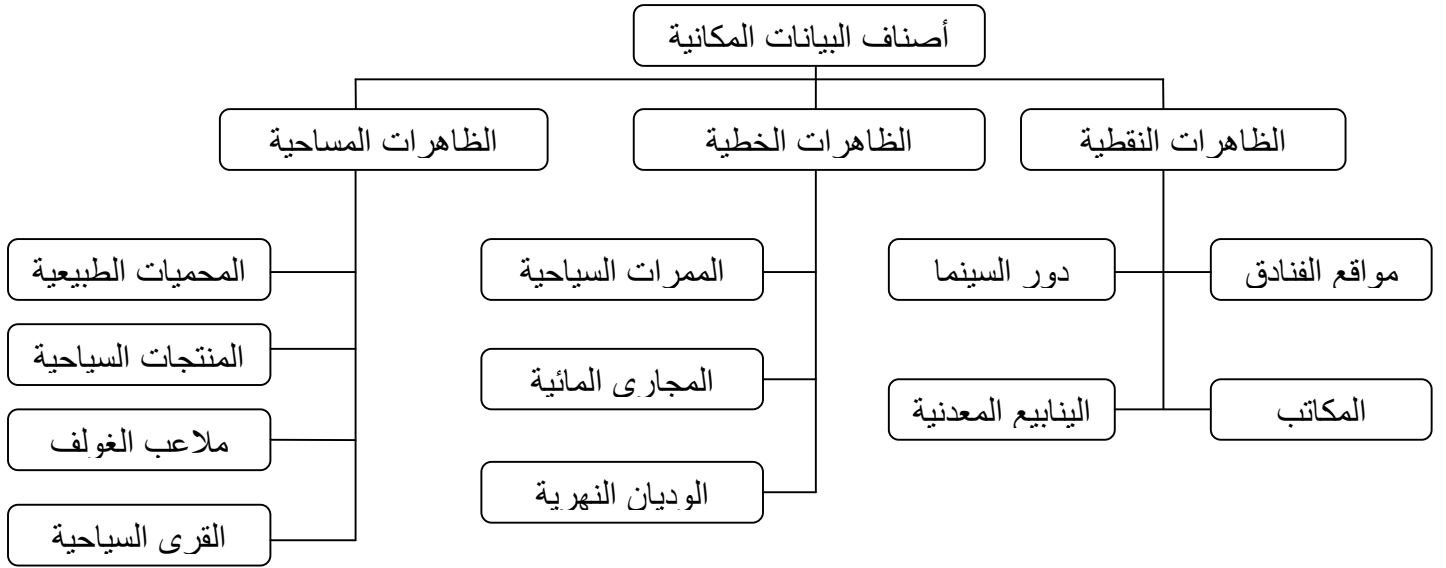 أصناف البيانات المكانية
الظاهرات النقطية
الظاهرات الخطية
الظاهرات المساحية
مواقع الفنادق
دور السينما
الممرات السياحية
المحميات الطبيعية
المنتجات السياحية
المجارى المائية
المكاتب
الينابيع المعدنية
ملاعب الغولف
الوديان النهرية
القرى السياحية